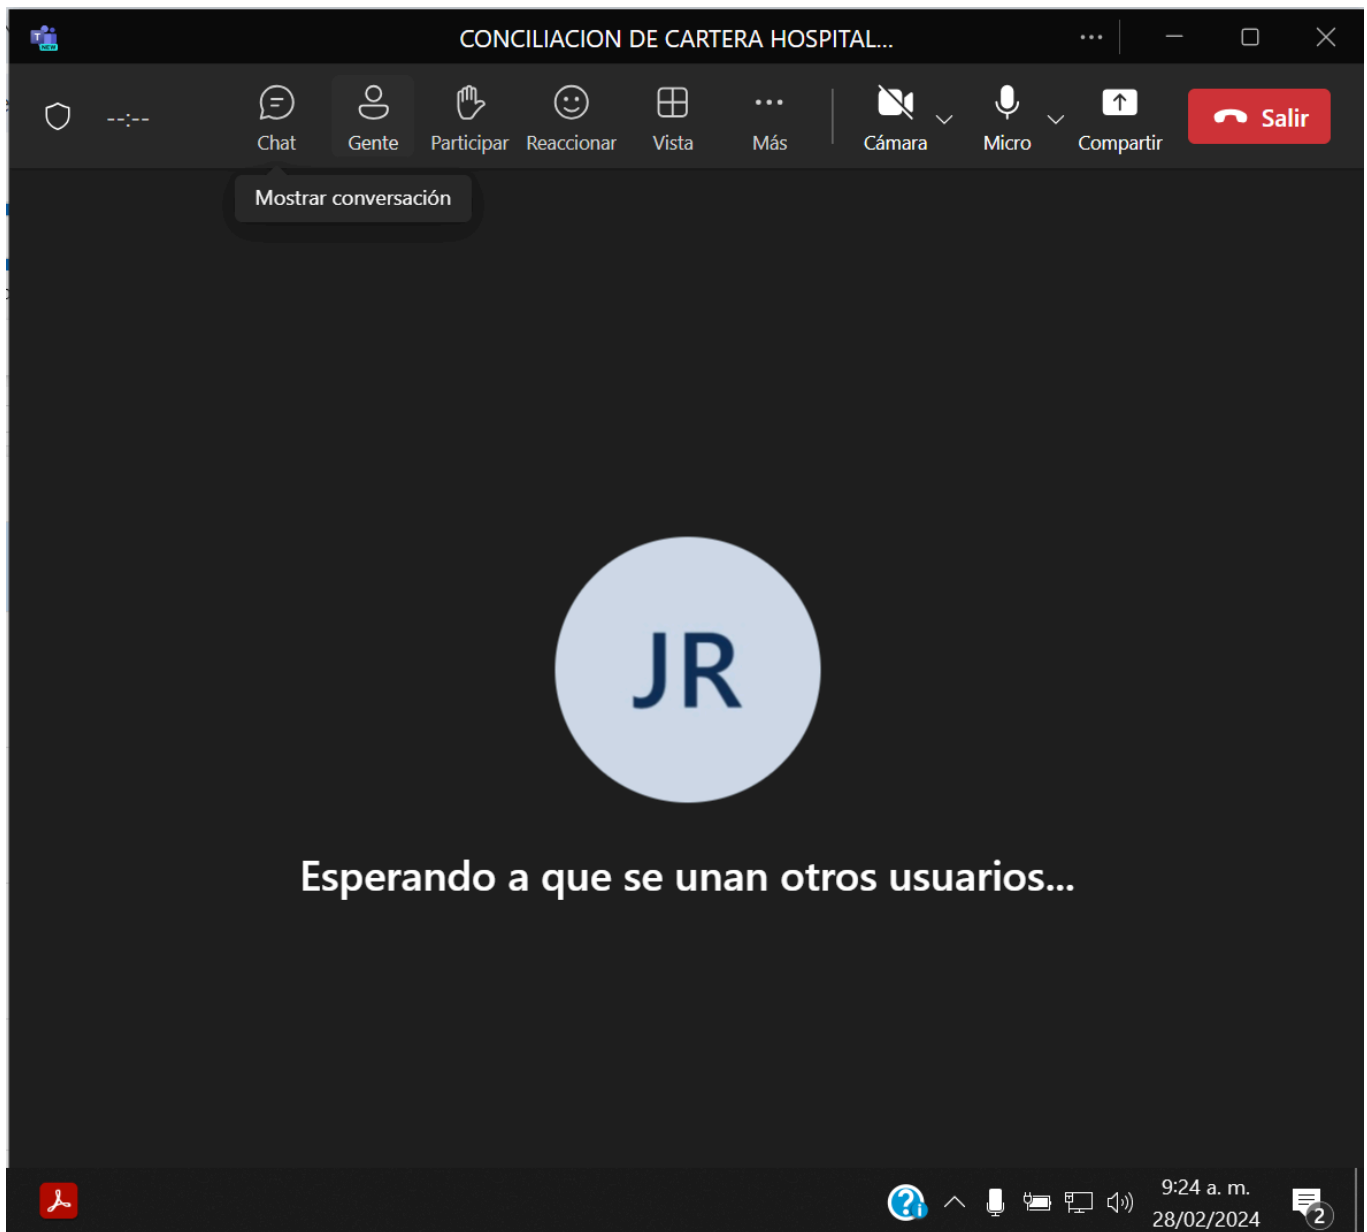 CONCILIACION DE CARTERA HOSPITAL...
--:--
Chat
Gente
Participar
Reaccionar
Vista
Más
Cámara
Micro
Compartir
Salir
Mostrar conversación
JR
Esperando a que se unan otros usuarios...
9:24 a. m.
28/02/2024
2